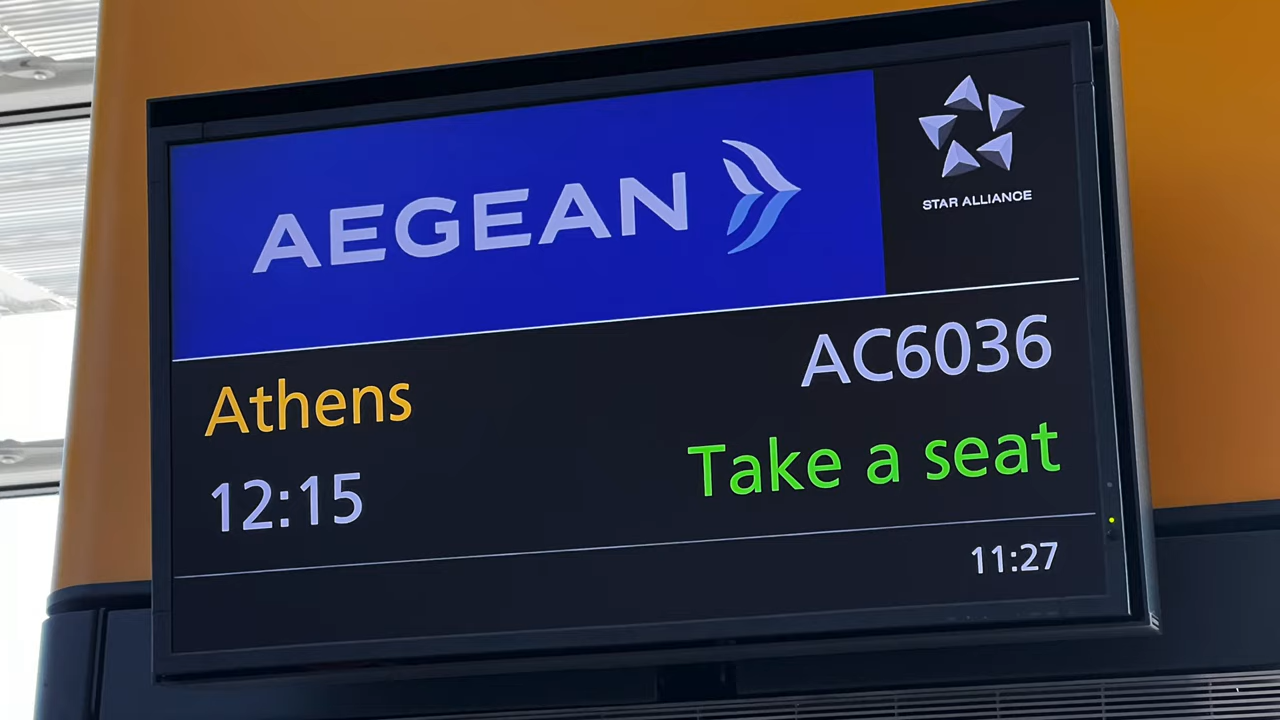 AEGEAN
STAR ALLIANCE
Athens
AC6036
12:15
Take a seat
11:27